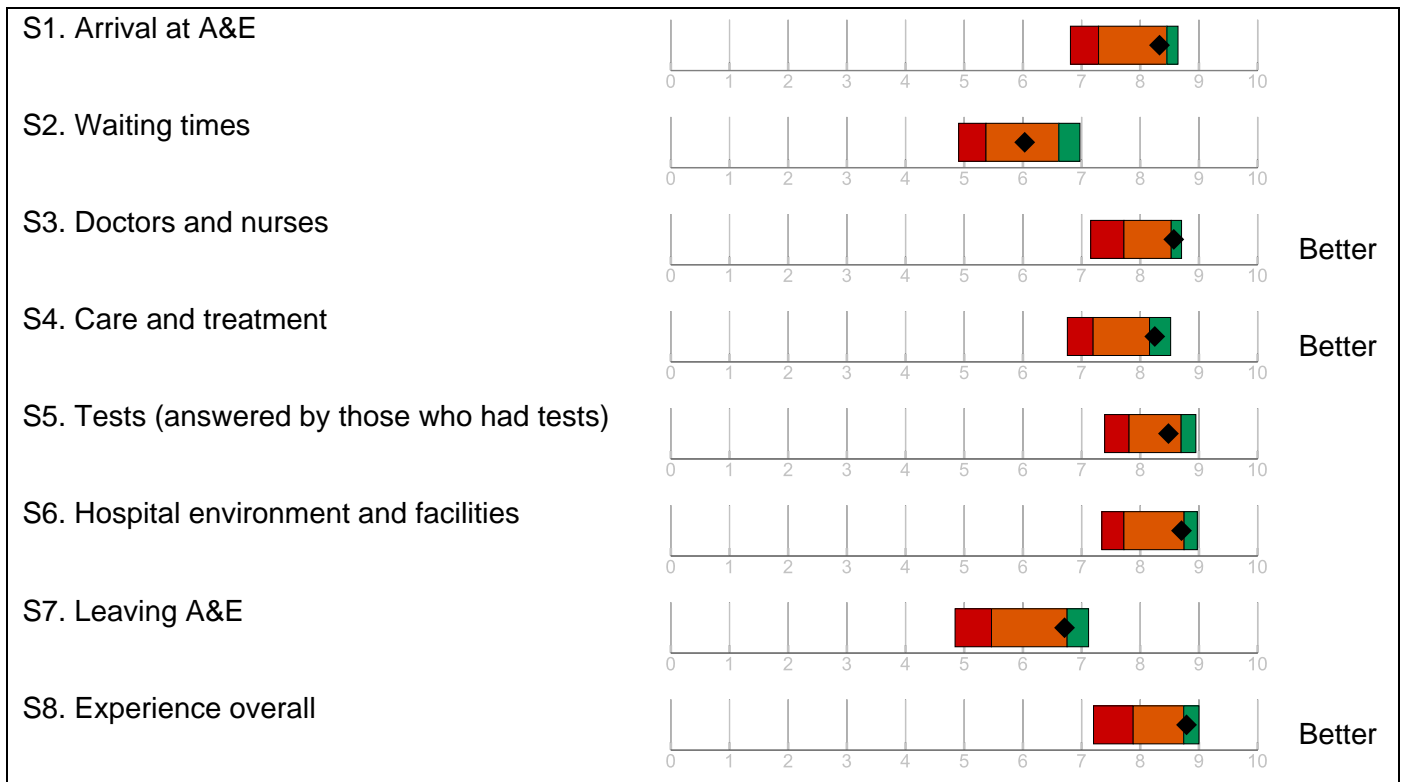 S1. Arrival at A&E
0 1 2 3 4 5 6 7 8 9 10
S2. Waiting times
0 1 2 3 4 5 6 7 8 9 10
S3. Doctors and nurses
Better
0 1 2 3 4 5 6 7 8 9 10
S4. Care and treatment
Better
0 1 2 3 4 5 6 7 8 9 10
S5. Tests (answered by those who had tests)
0 1 2 3 4 5 6 7 8 9 10
S6. Hospital environment and facilities
0 1 2 3 4 5 6 7 8 9 10
S7. Leaving A&E
0 1 2 3 4 5 6 7 8 9 10
S8. Experience overall
Better
0 1 2 3 4 5 6 7 8 9 10